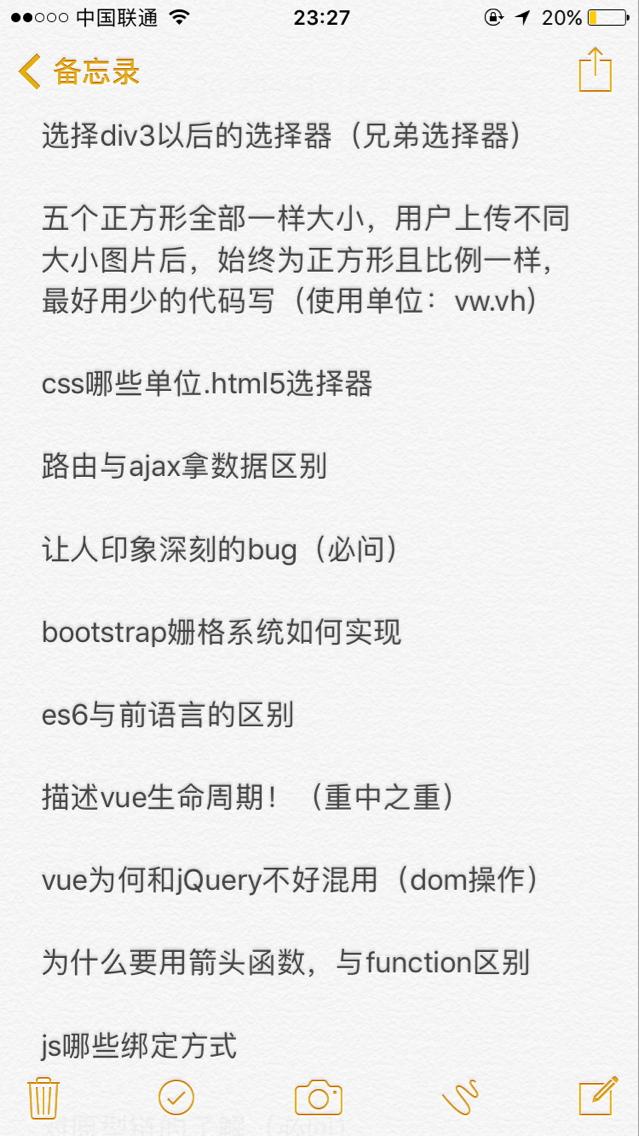 中国联通 23:27 20%
备忘录
选择div3以后的选择器（兄弟选择器）
五个正方形全部一样大小，用户上传不同
大小图片后，始终为正方形且比例一样，
最好用少的代码写（使用单位：vw.vh）
css哪些单位.html5选择器
路由与ajax拿数据区别
让人印象深刻的bug（必问）
bootstrap姗格系统如何实现
es6与前语言的区别
描述vue生命周期！（重中之重）
vue为何和jQuery不好混用（dom操作）
为什么要用箭头函数，与function区别
js哪些绑定方式